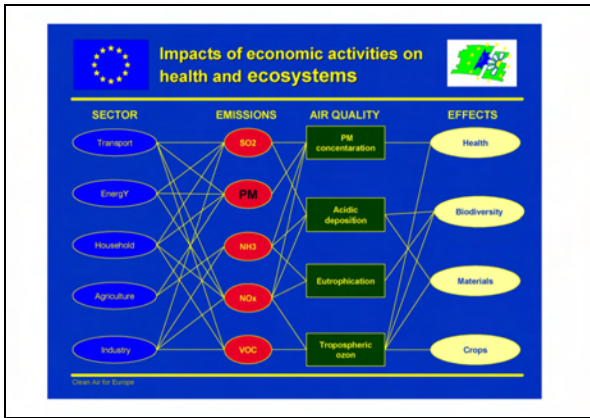 Impacts of economic activities on
health and ecosystems
SECTOR EMISSIONS AIR QUALITY EFFECTS
Transport SO2 PM concentaration Health
EnergY PM Acidic deposition Biodiversity
Household NH3 Eutrophication Materials
Agriculture NOx Tropospheric ozon Crops
Industry VOC
Clean Air for Europe